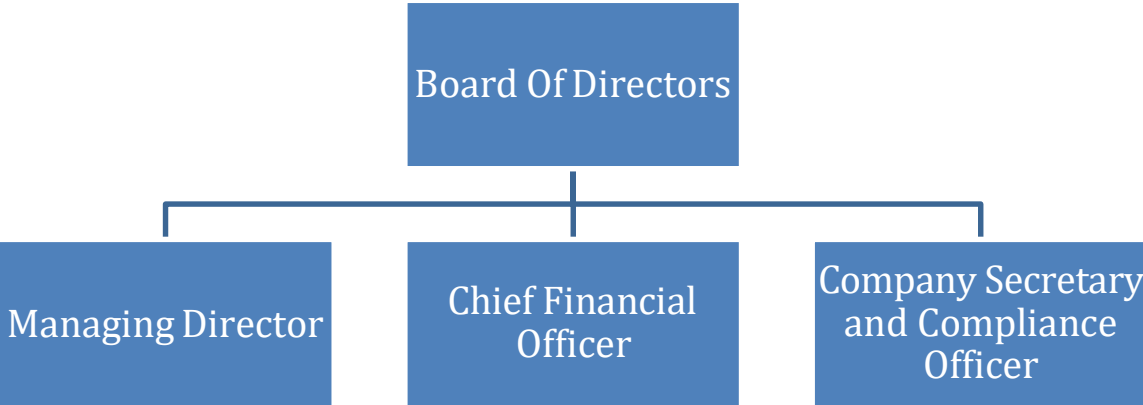 Board Of Directors
Managing Director
Chief Financial
Officer
Company Secretary
and Compliance
Officer